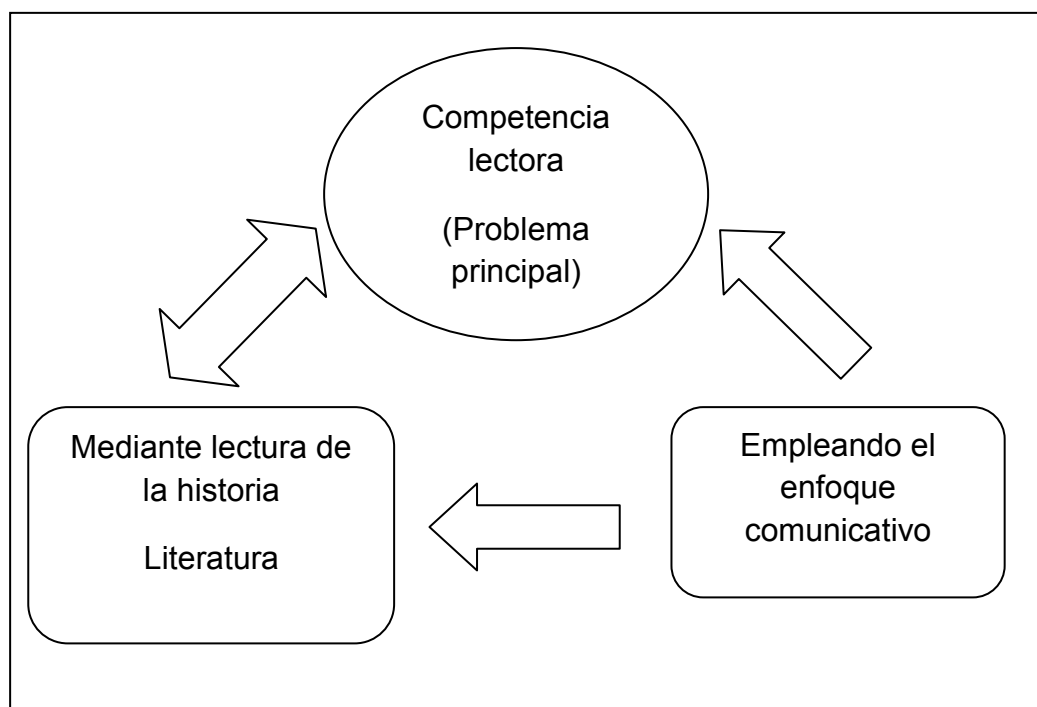 Competencia
lectora
(Problema
principal)
Mediante lectura de
la historia
Literatura
Empleando el
enfoque
comunicativo